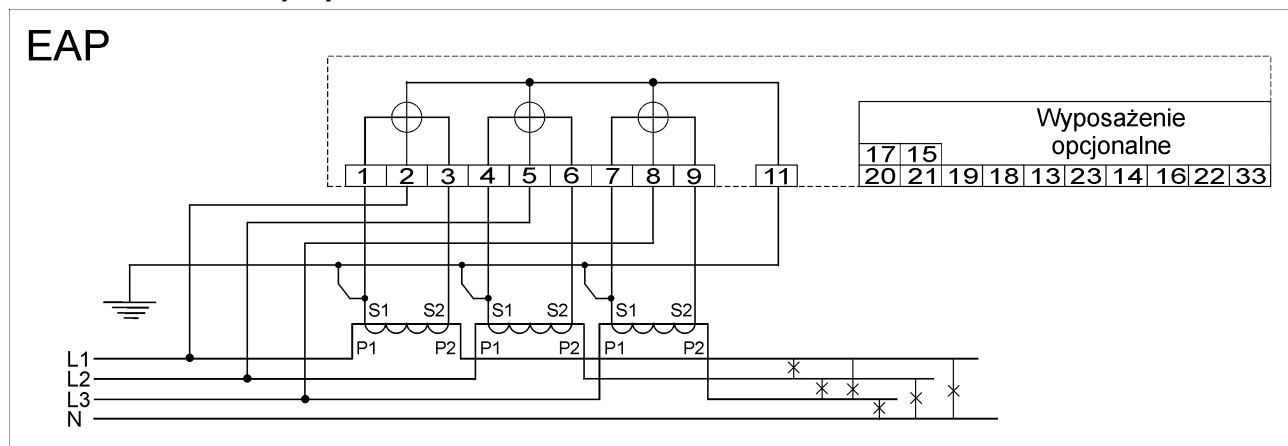 EAP
Wyposażenie
opcjonalne
17 15
1 2 3 4 5 6 7 8 9 11 20 21 19 18 13 23 14 16 22 33
S1 S2 S1 S2 S1 S2
P1 P2 P1 P2 P1 P2
L1
L2
L3
N